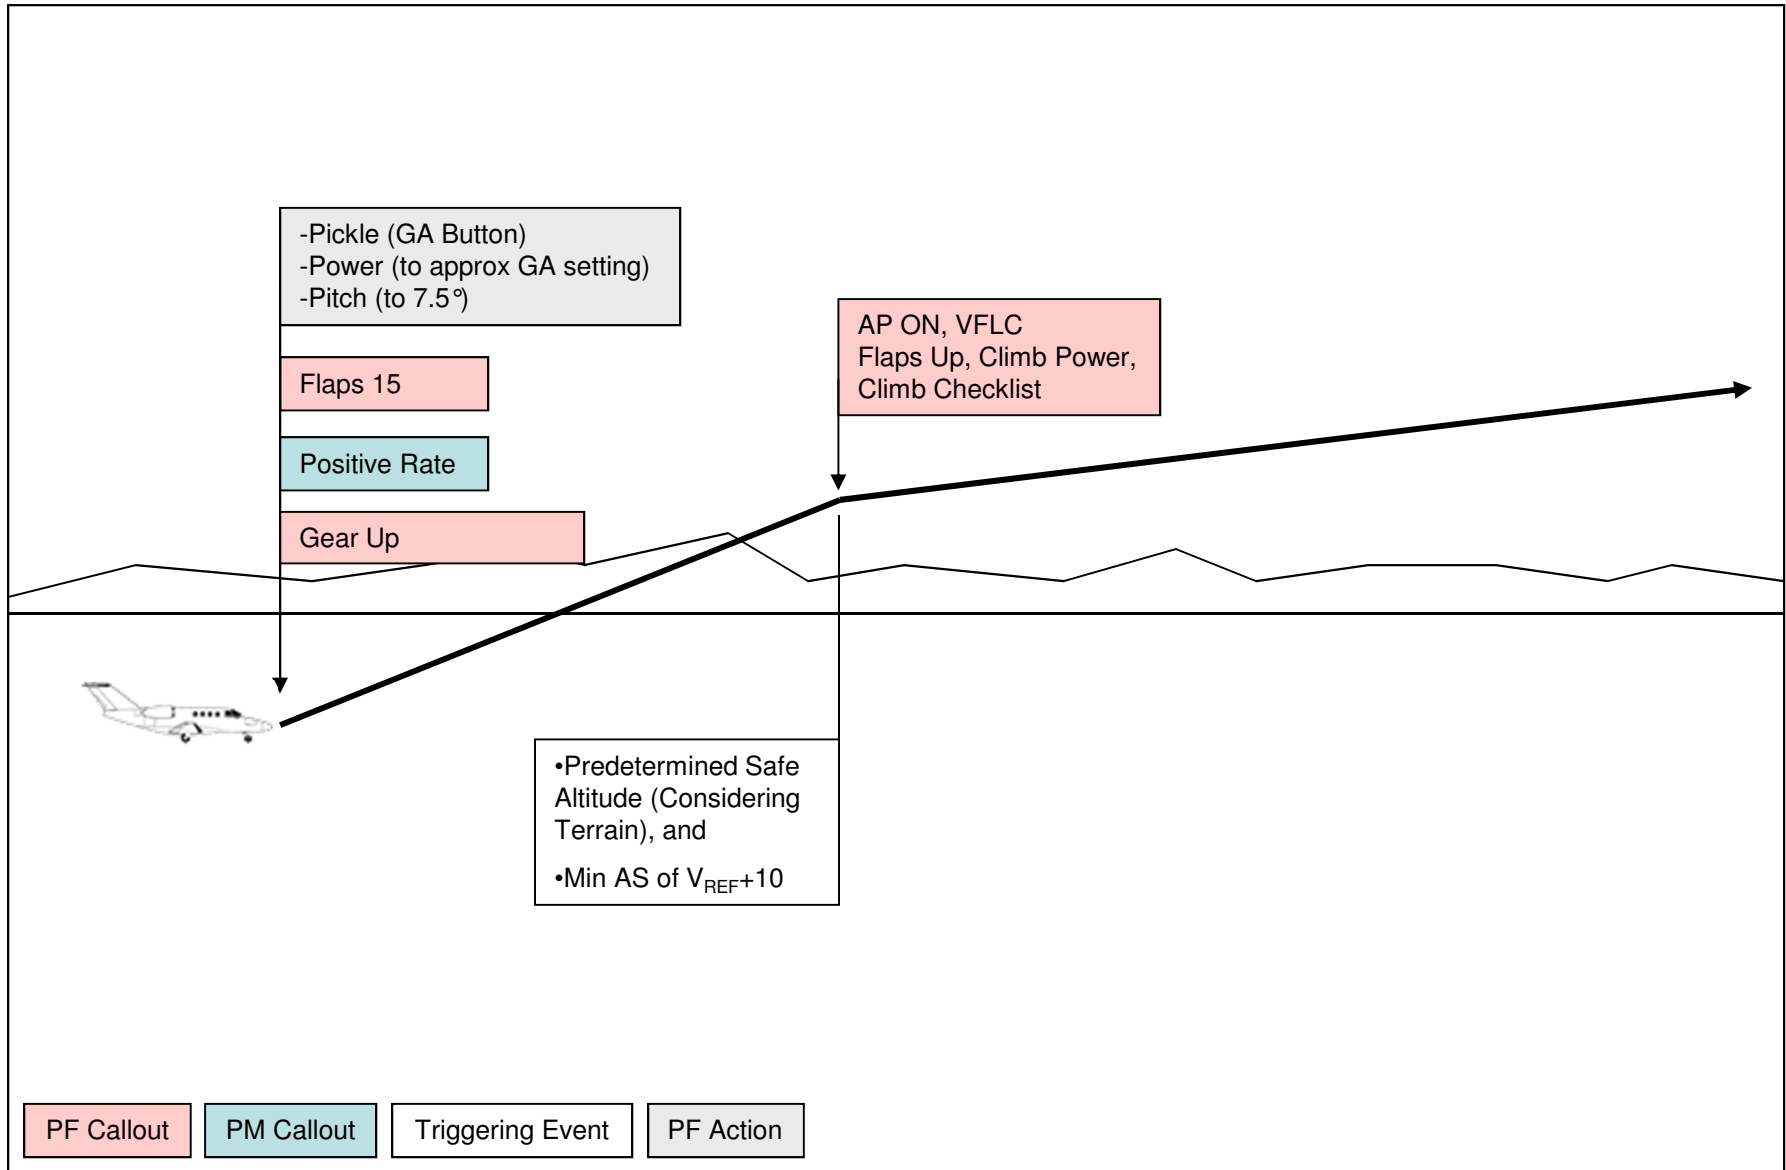 -Pickle (GA Button)
-Power (to approx GA setting)
-Pitch (to 7.5°)
Flaps 15
Positive Rate
Gear Up
AP ON, VFLC
Flaps Up, Climb Power,
Climb Checklist
•Predetermined Safe
Altitude (Considering
Terrain), and
•Min AS of VREF+10
PF Callout
PM Callout
Triggering Event
PF Action